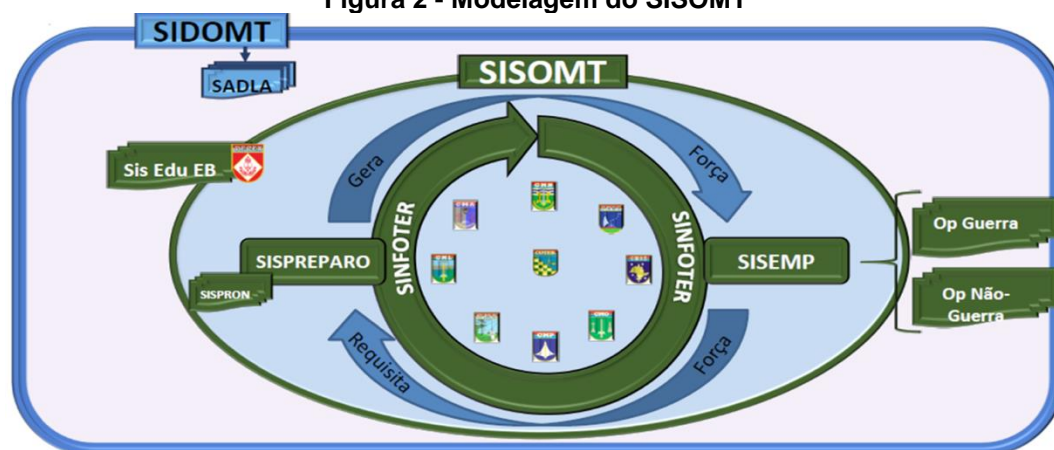 Figura 2 - Modelagem do SISOMT
SIDOMT
SADLA
SISOMT
Sis Edu EB
Gera
Força
SINFOTER
SINFOTER
SISPREPARO
SISPRON
SISEMP
Op Guerra
Op Não-
Guerra
Requisita
Força